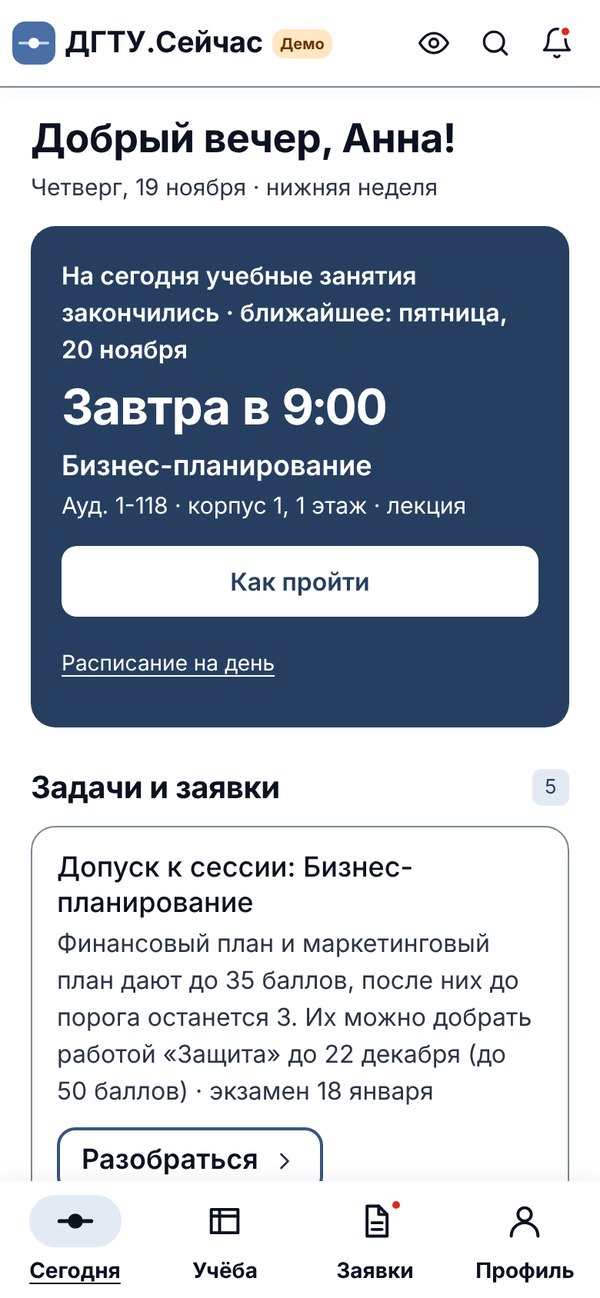 ДГТУ.Сейчас Демо
Добрый вечер, Анна!
Четверг, 19 ноября · нижняя неделя
На сегодня учебные занятия
закончились · ближайшее: пятница,
20 ноября
Завтра в 9:00
Бизнес-планирование
Ауд. 1-118 · корпус 1, 1 этаж · лекция
Как пройти
Расписание на день
Задачи и заявки 5
Допуск к сессии: Бизнес-
планирование
Финансовый план и маркетинговый
план дают до 35 баллов, после них до
порога останется 3. Их можно добрать
работой «Защита» до 22 декабря (до
50 баллов) · экзамен 18 января
Разобраться
Сегодня Учёба Заявки Профиль